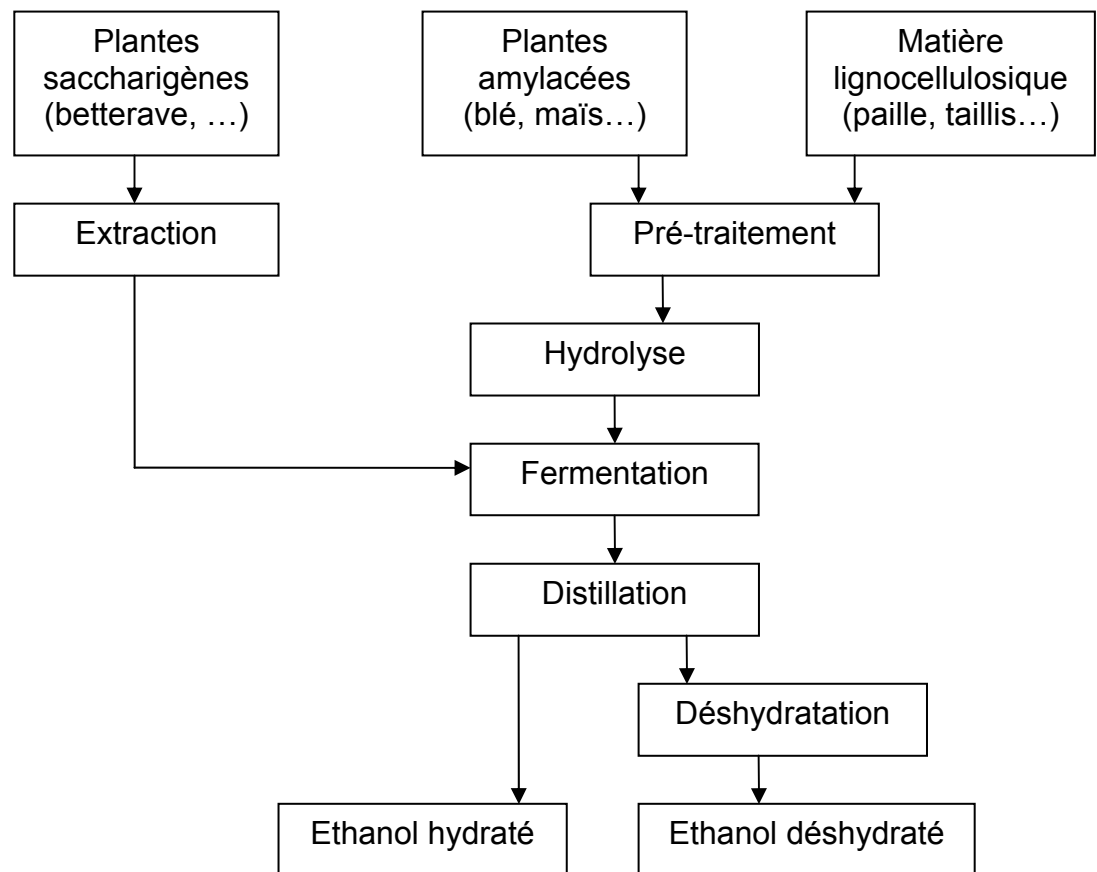 Plantes
saccharigènes
(betterave, …)
Plantes
amylacées
(blé, maïs…)
Matière
lignocellulosique
(paille, taillis…)
Extraction
Pré-traitement
Hydrolyse
Fermentation
Distillation
Déshydratation
Ethanol hydraté
Ethanol déshydraté